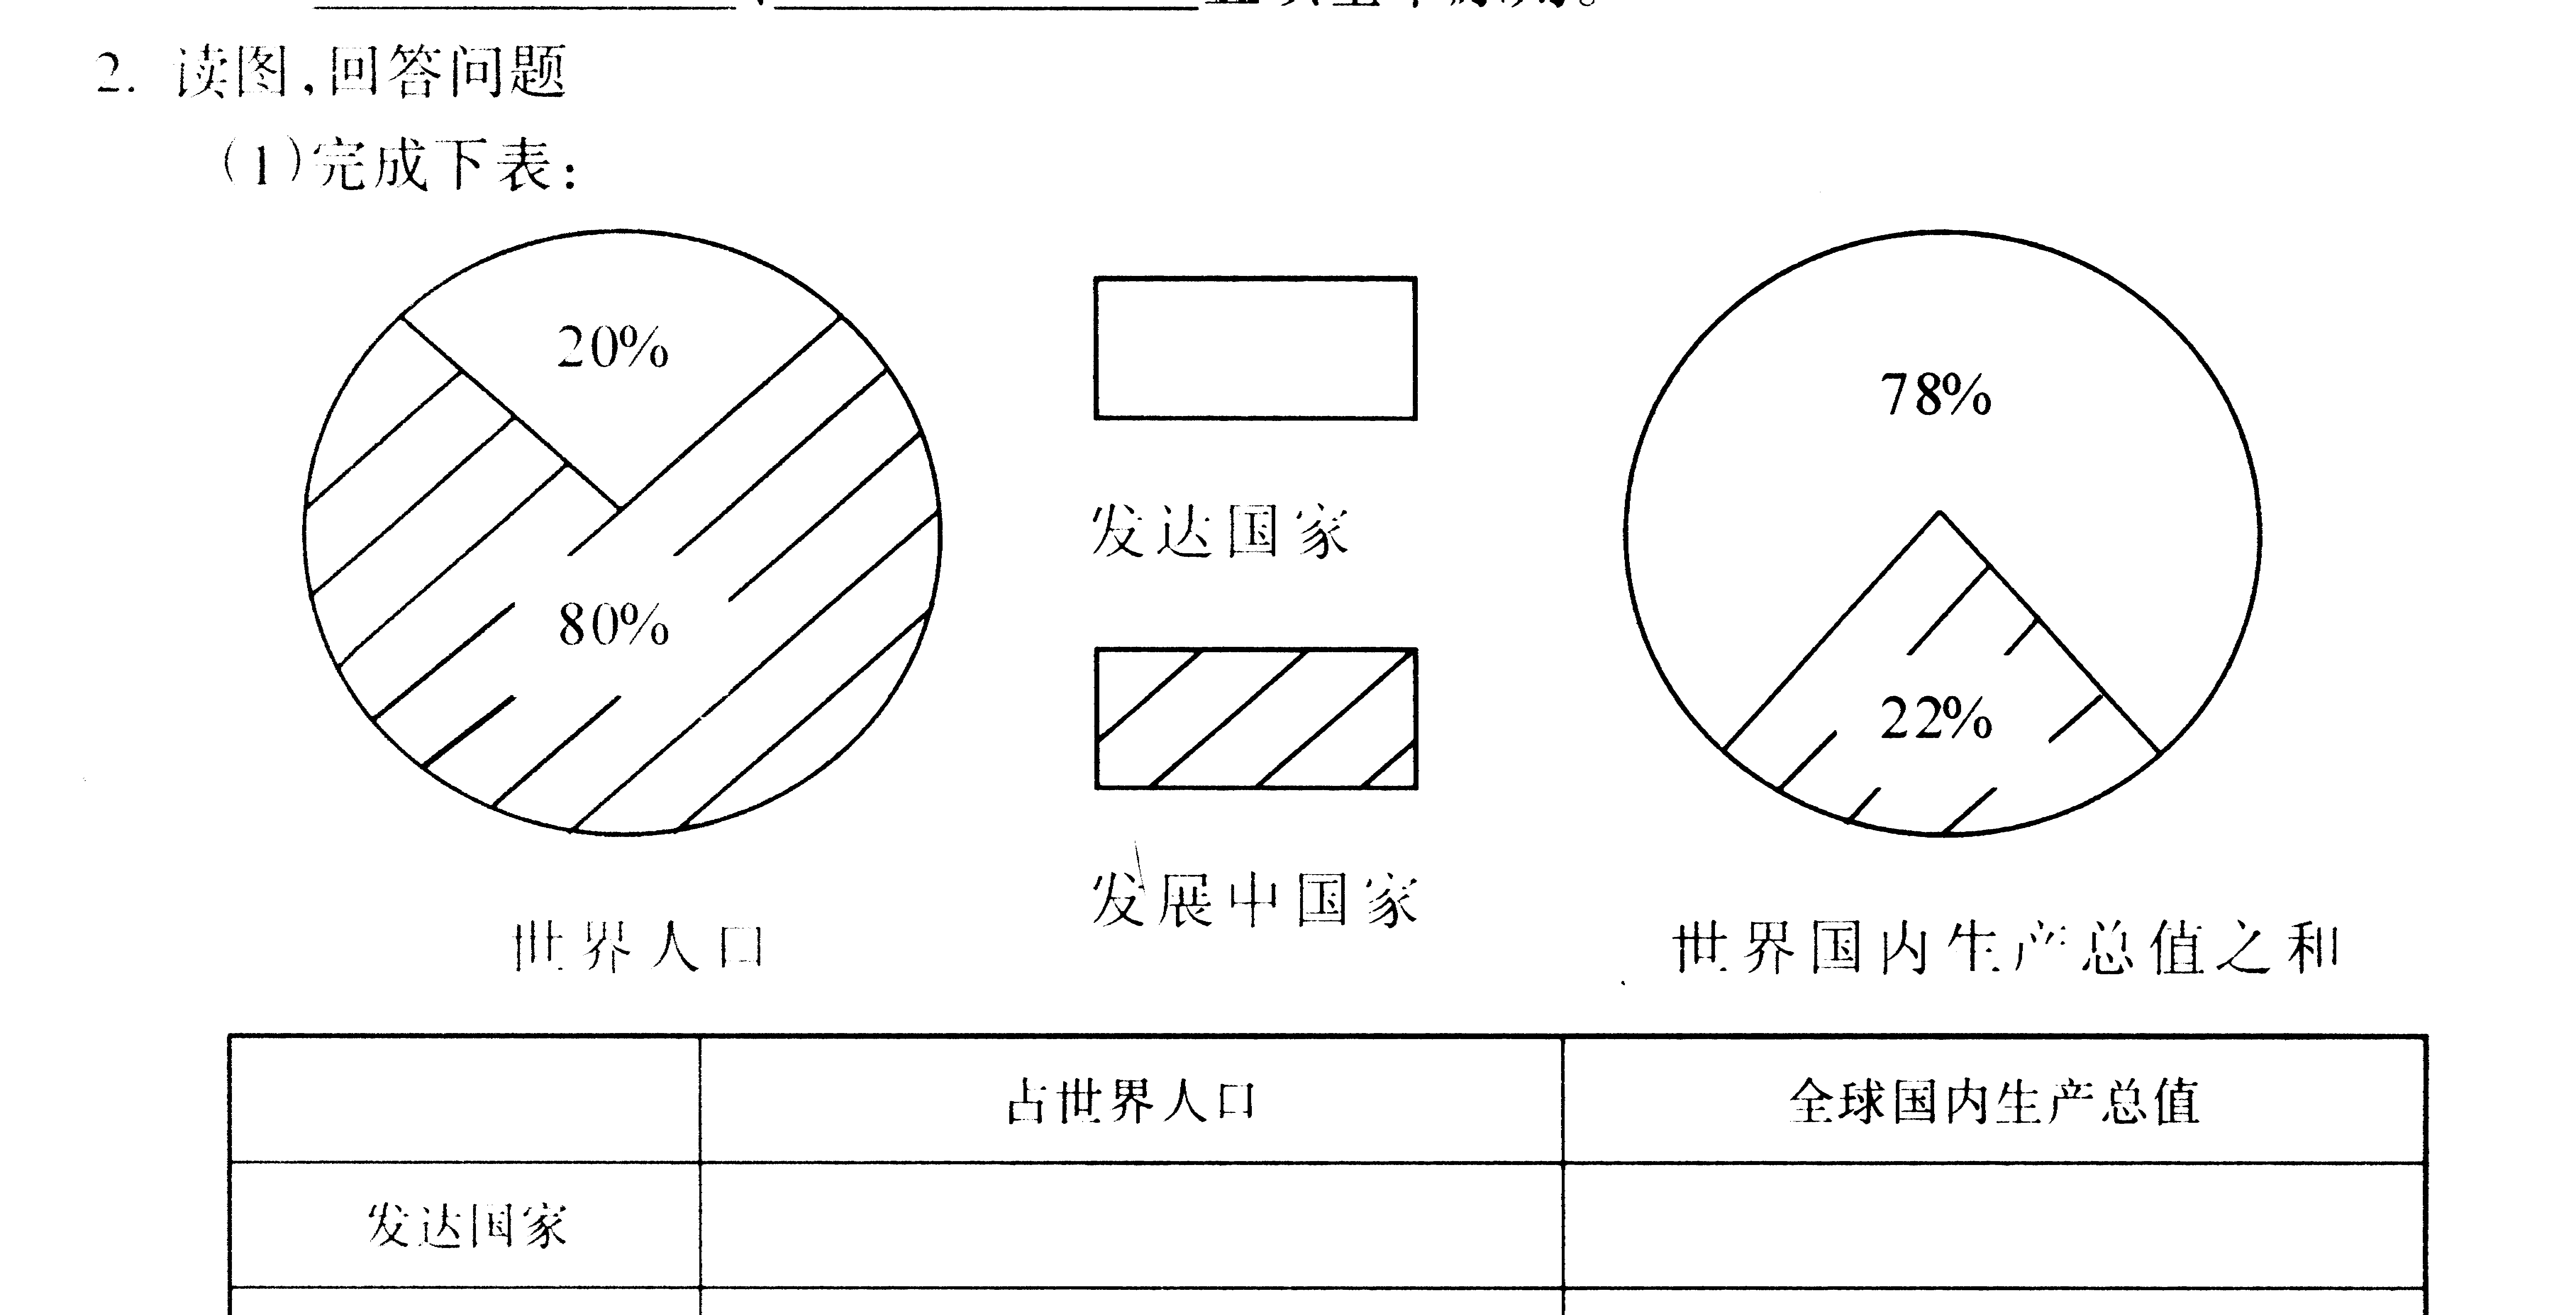 2. 读图,回答问题
(1)完成下表:
20%
80%
世界人口
发达国家
发展中国家
78%
22%
世界国内生产总值之和
占世界人口 全球国内生产总值
发达国家